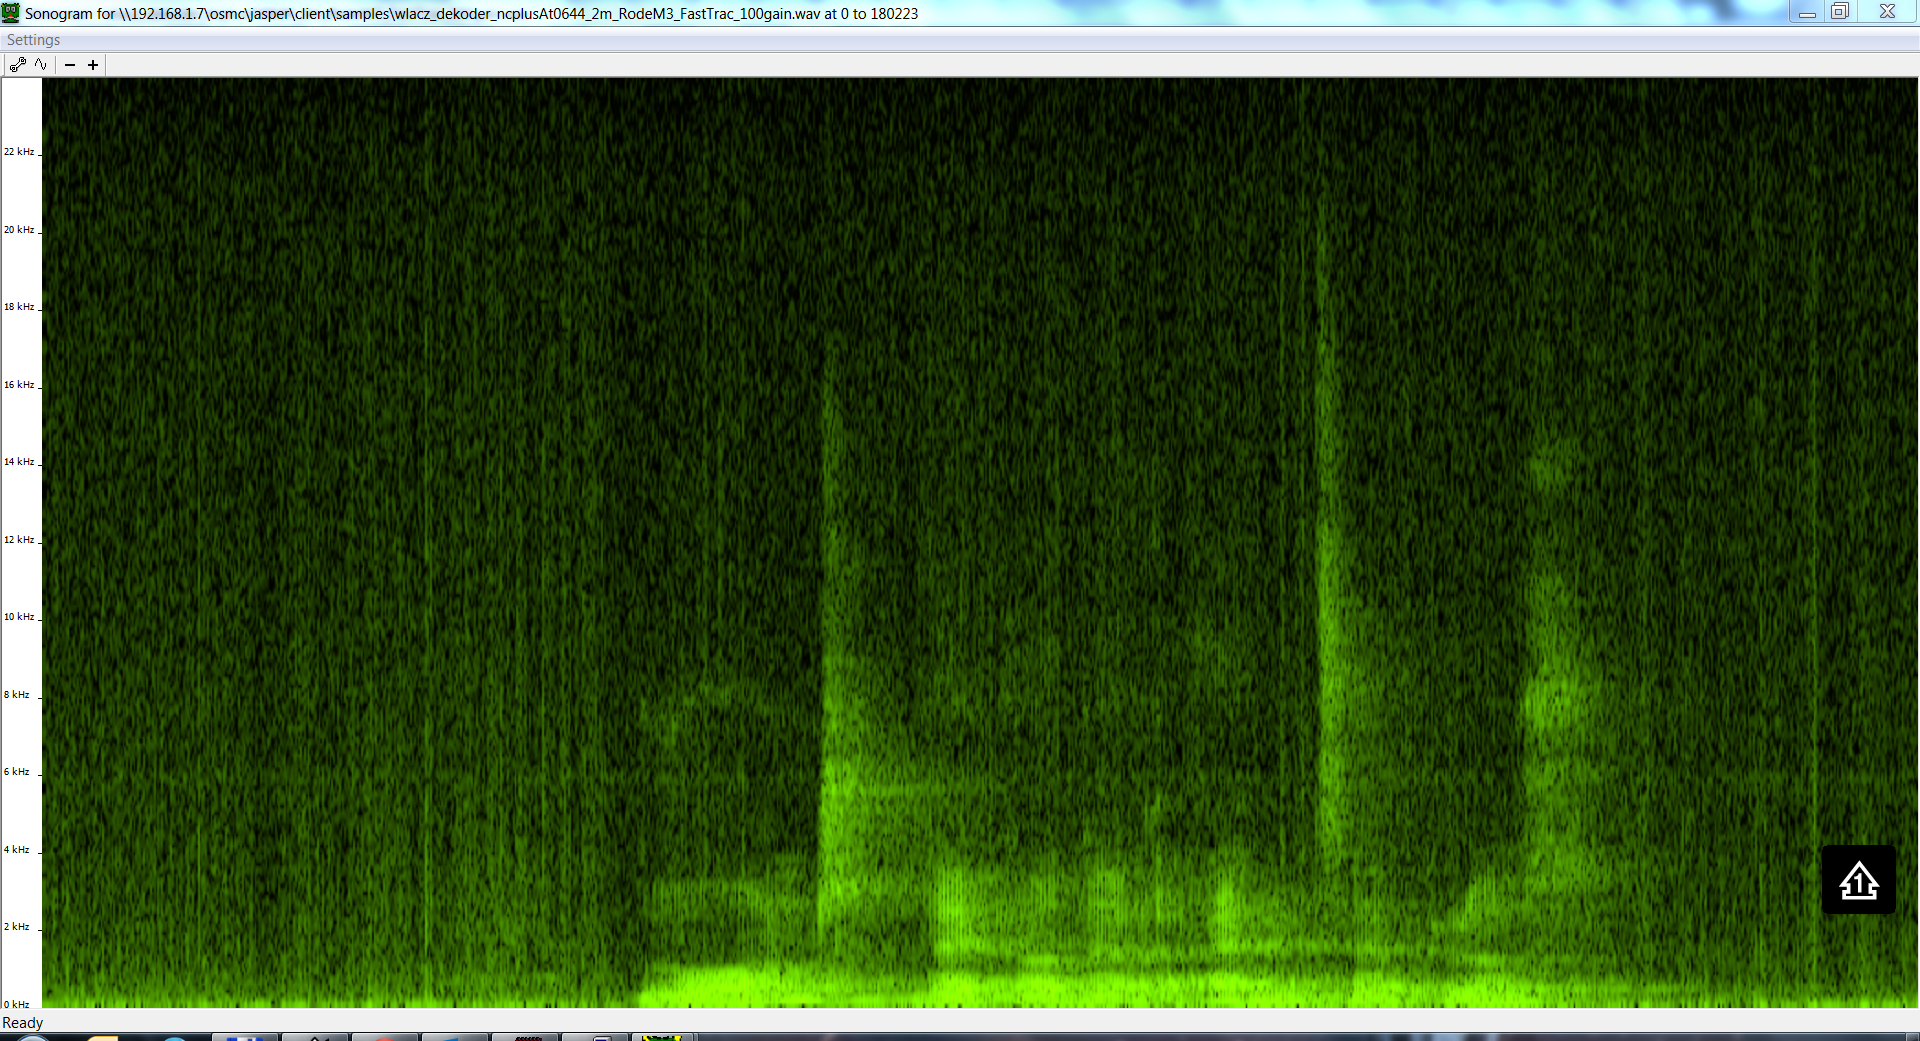 Sonogram for \\192.168.1.7\osmc\jasper\client\samples\wlacz_dekoder_ncplusAt0644_2m_RodeM3_FastTrac_100gain.wav at 0 to 180223
Settings
22 kHz
20 kHz
18 kHz
16 kHz
14 kHz
12 kHz
10 kHz
8 kHz
6 kHz
4 kHz
1
2 kHz
0 kHz
Ready